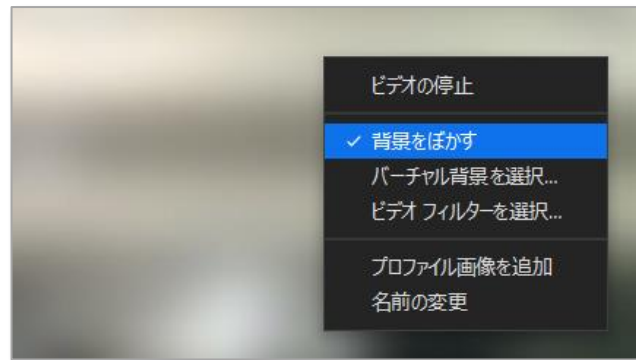 ビデオの停止
背景をぼかす
バーチャル背景を選択...
ビデオ フィルターを選択...
プロファイル画像を追加
名前の変更